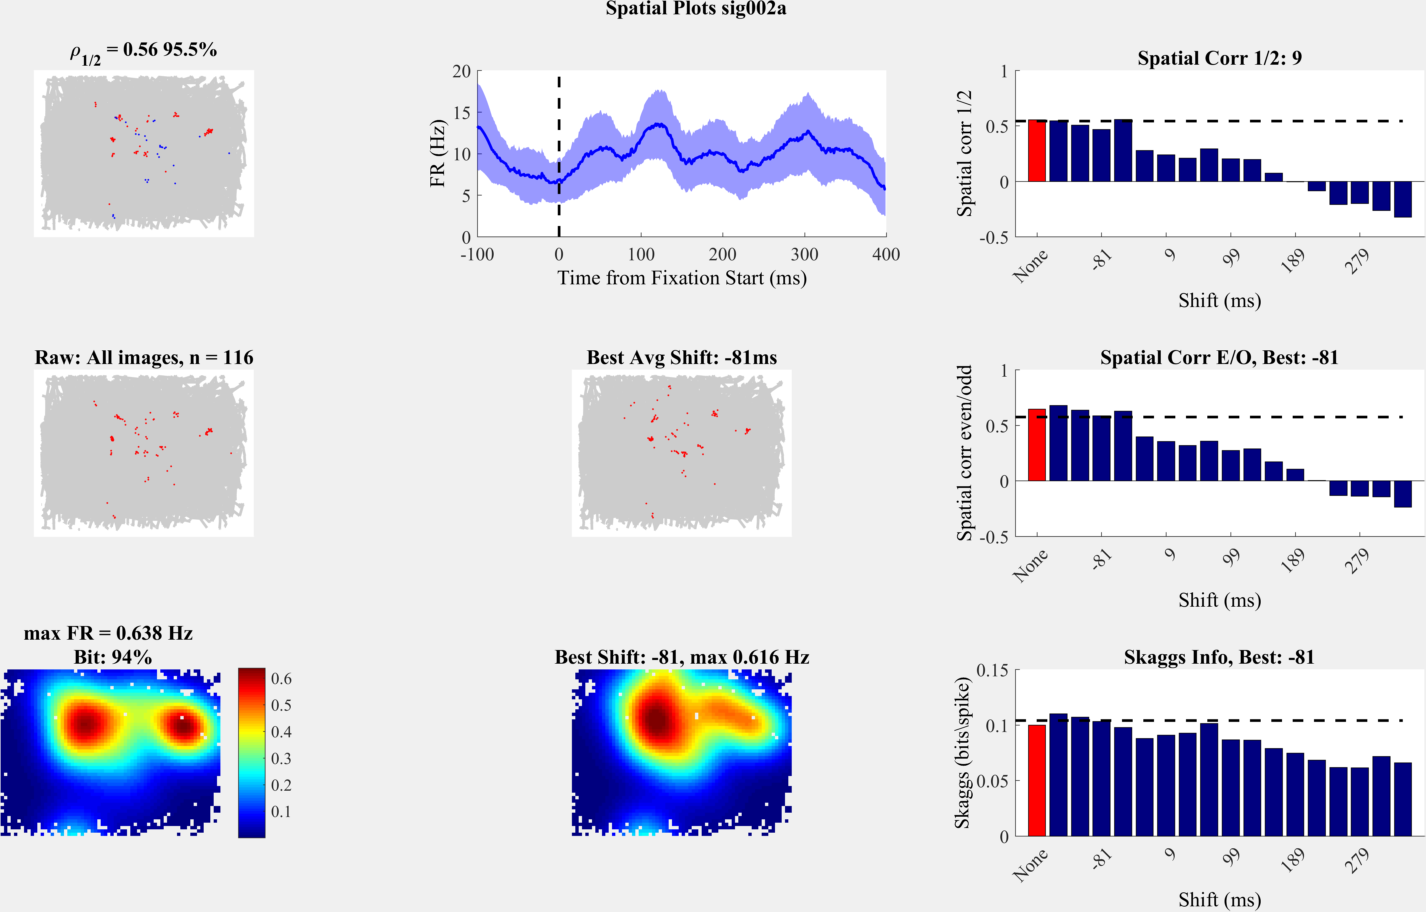 Spatial Plots sig002a
ρ1/2 = 0.56 95.5%
20
15
10
5
0
FR (Hz)
-100
0
100
200
300
400
Time from Fixation Start (ms)
Spatial Corr 1/2: 9
1
0.5
0
-0.5
Spatial corr 1/2
None
-81
9
99
189
279
Shift (ms)
Raw: All images, n = 116
Best Avg Shift: -81ms
Spatial Corr E/O, Best: -81
1
0.5
0
-0.5
Spatial corr even/odd
None
-81
9
99
189
279
Shift (ms)
max FR = 0.638 Hz
Bit: 94%
0.6
0.5
0.4
0.3
0.2
0.1
Best Shift: -81, max 0.616 Hz
Skaggs Info, Best: -81
0.15
0.1
0.05
0
Skaggs (bits\spike)
None
-81
9
99
189
279
Shift (ms)